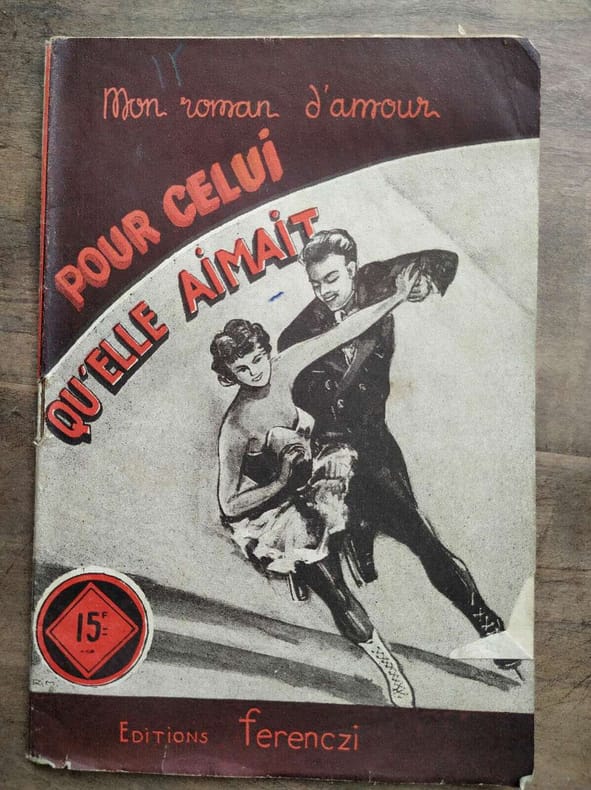 Mon roman d'amour
POUR CELUI
QU'ELLE AIMAIT
15F
EDITIONS ferenczi